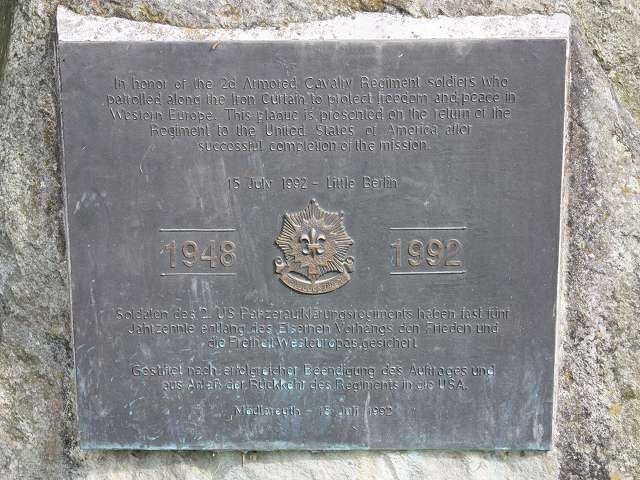 In honor of the 2d Armored Cavalry Regiment soldiers who
patrolled along the Iron Curtain to protect freedom and peace in
Western Europe. This plaque is presented on the return of the
Regiment to the United States of America after
successful completion of the mission.
15 July 1992 - Little Berlin
1948
1992
Soldaten des 2. US Panzeraufklärungsregiments haben fast fünf
Jahrzehnte entlang des Eisernen Vorhangs den Frieden und
die Freiheit Westeuropas gesichert.
Gestiftet nach erfolgreicher Beendigung des Auftrages und
aus Anlaß der Rückkehr des Regiments in die USA.
Mödlareuth - 15 Juli 1992